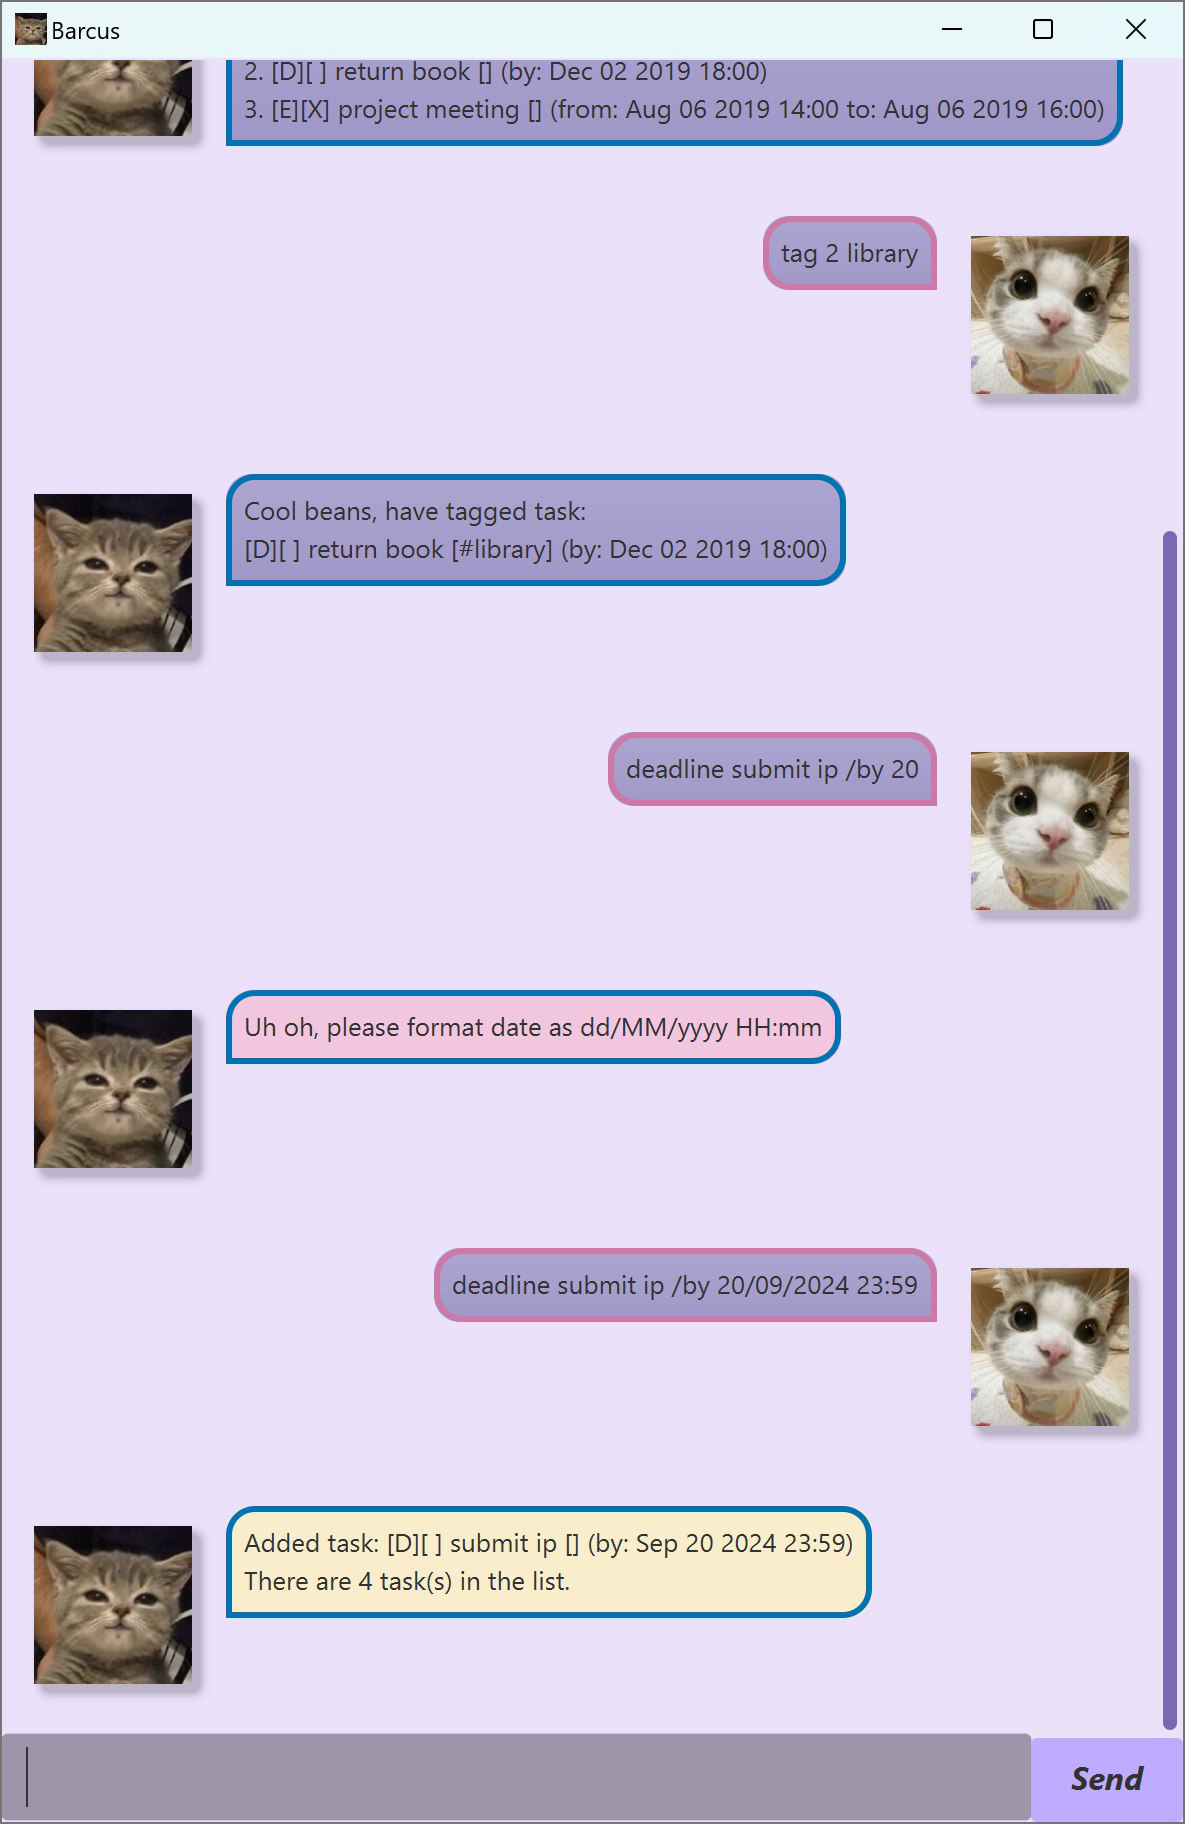 Barcus
2. [D][ ] return book [] (by: Dec 02 2019 18:00)
3. [E][X] project meeting [] (from: Aug 06 2019 14:00 to: Aug 06 2019 16:00)
tag 2 library
Cool beans, have tagged task:
[D][ ] return book [#library] (by: Dec 02 2019 18:00)
deadline submit ip /by 20
Uh oh, please format date as dd/MM/yyyy HH:mm
deadline submit ip /by 20/09/2024 23:59
Added task: [D][ ] submit ip [] (by: Sep 20 2024 23:59)
There are 4 task(s) in the list.
Send